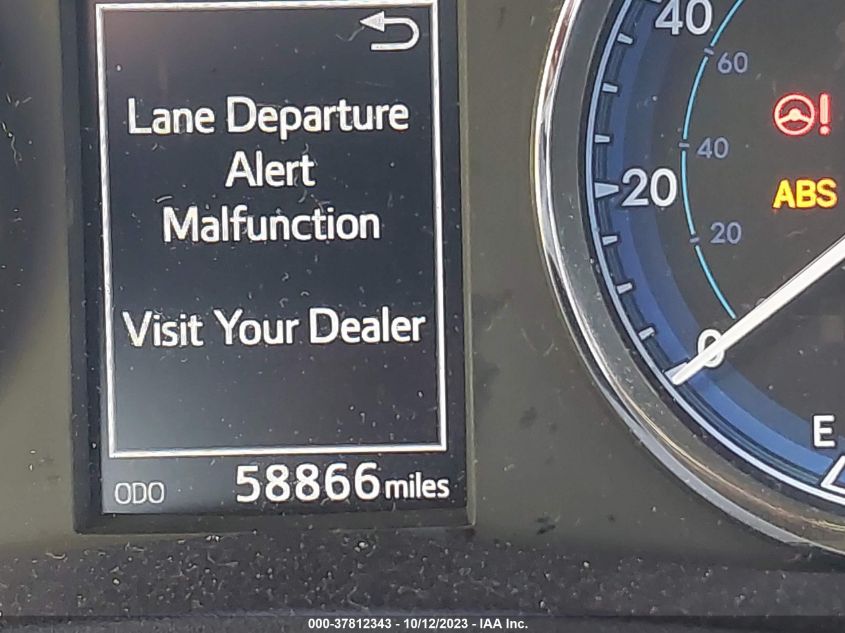 Lane Departure
Alert
Malfunction
Visit Your Dealer
ODO 58866 miles
40
60
40
20
20
0
ABS
E
000-37812343 - 10/12/2023 - IAA Inc.